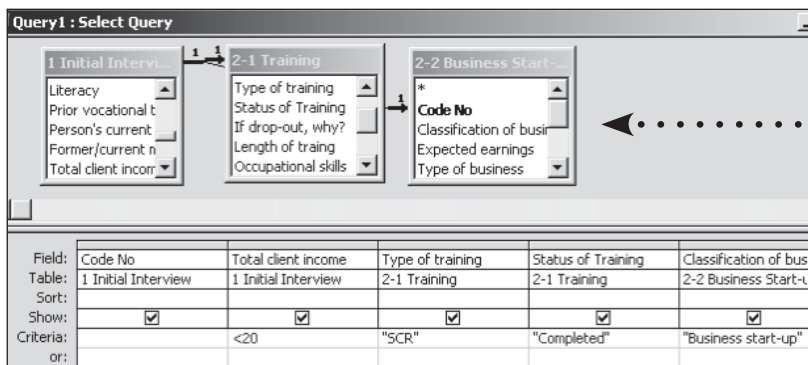 Query1 : Select Query
1 Initial Intervi...
Literacy
Prior vocational t
Person's current
Former/current n
Total client incom
1 1
2-1 Training
Type of training
Status of Training
If drop-out, why?
Length of traing
Occupational skills
1
2-2 Business Start-...
*
Code No
Classification of busin
Expected earnings
Type of business
Field: Code No Total client income Type of training Status of Training Classification of bus
Table: 1 Initial Interview 1 Initial Interview 2-1 Training 2-1 Training 2-2 Business Start-u
Sort:
Show:
Criteria: <20 "SCR" "Completed" "Business start-up"
or: